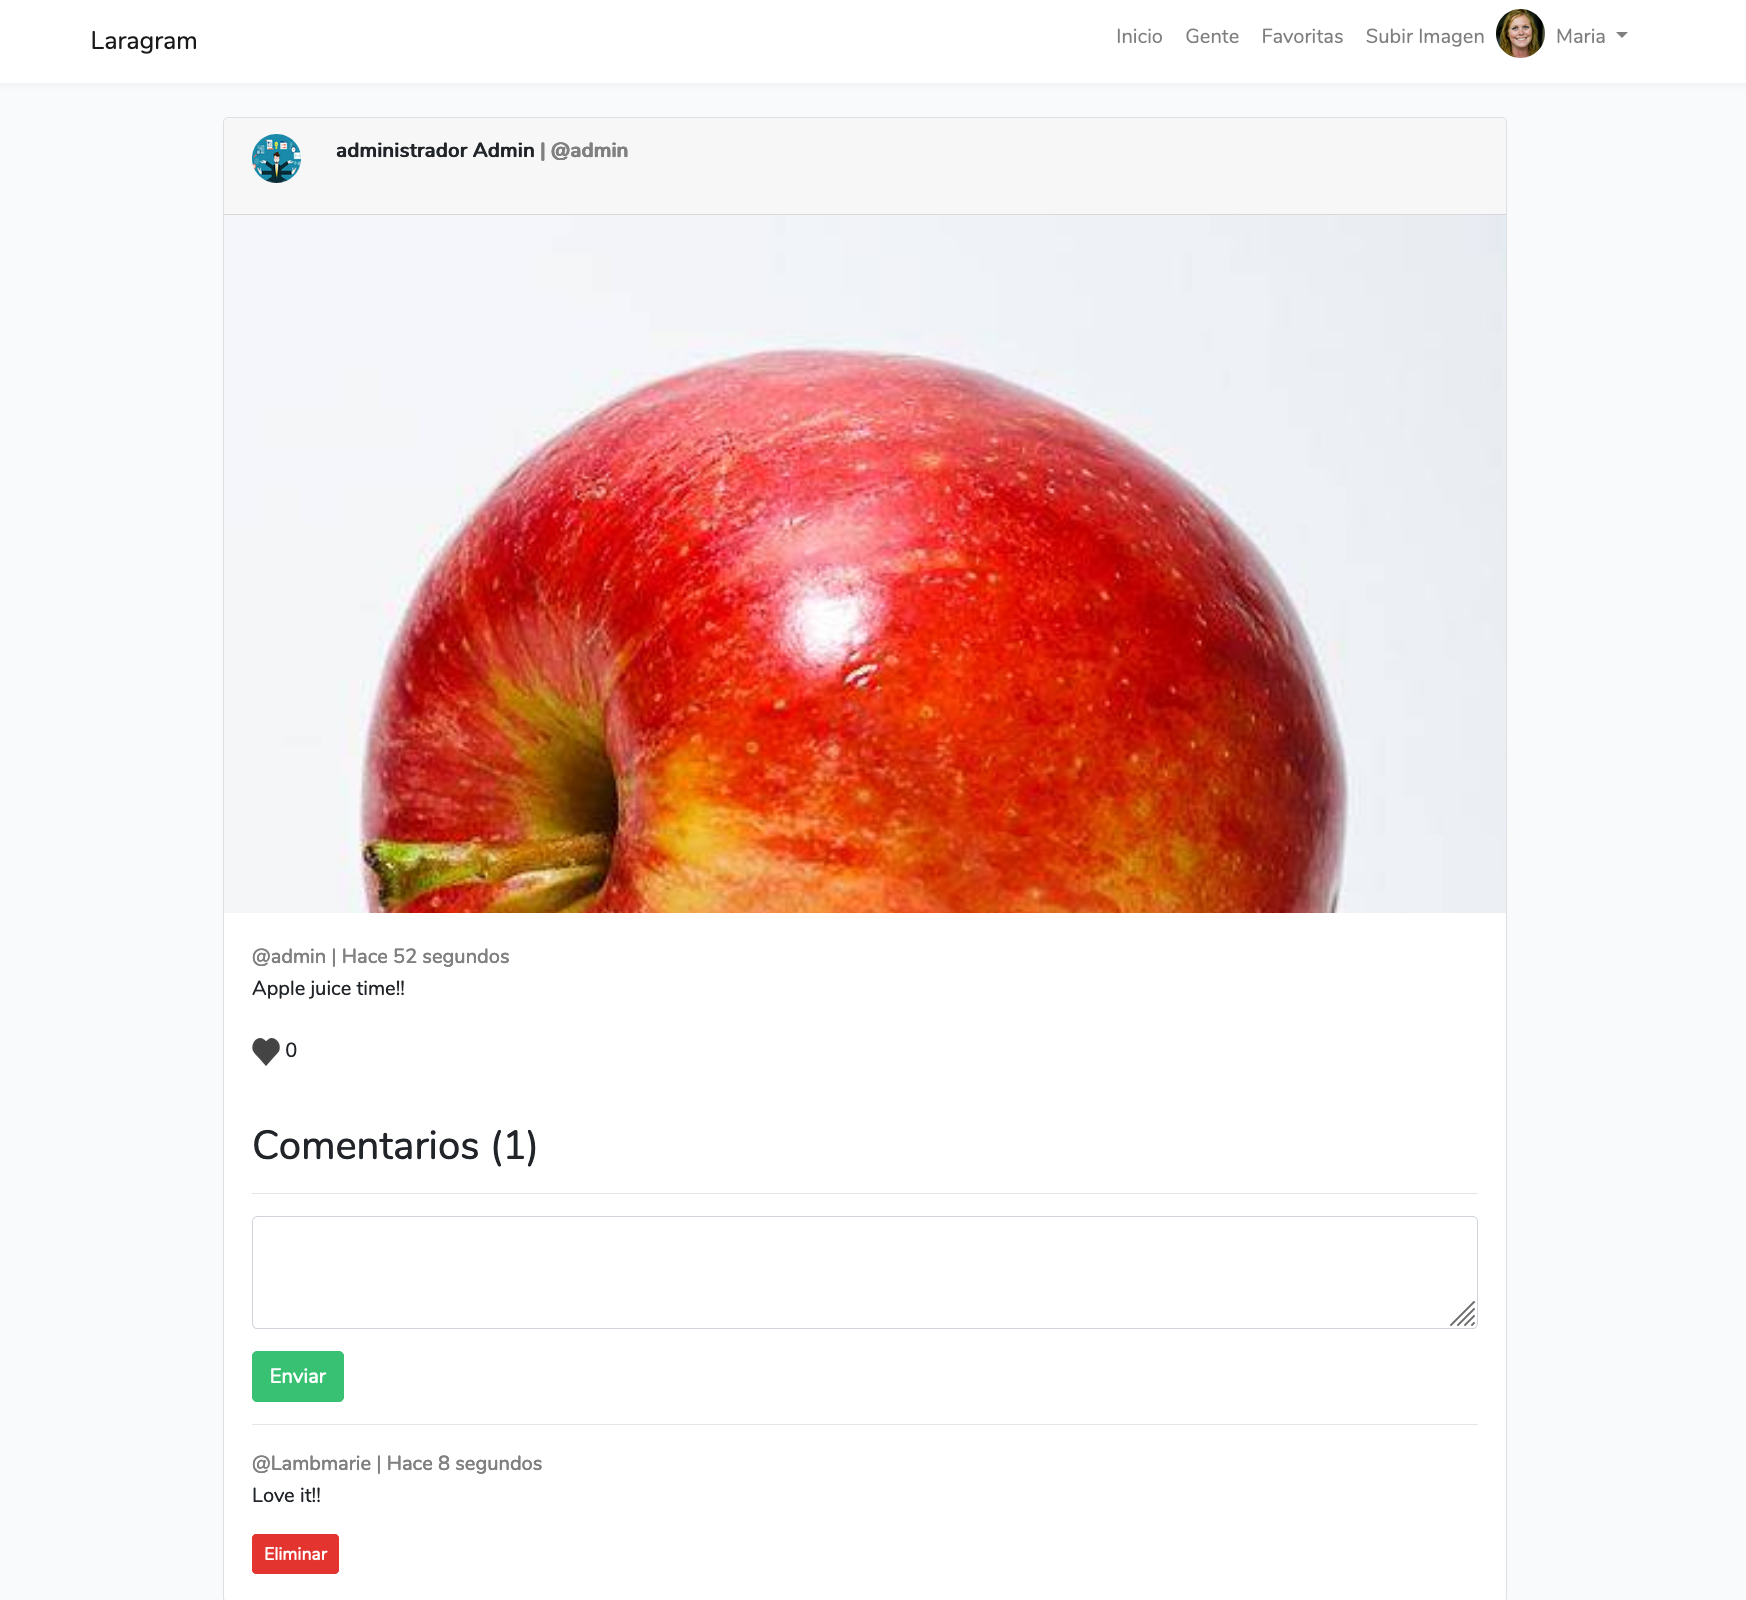 Laragram
Inicio Gente Favoritas Subir Imagen Maria
administrador Admin | @admin
@admin | Hace 52 segundos
Apple juice time!!
0
Comentarios (1)
Enviar
@Lambmarie | Hace 8 segundos
Love it!!
Eliminar